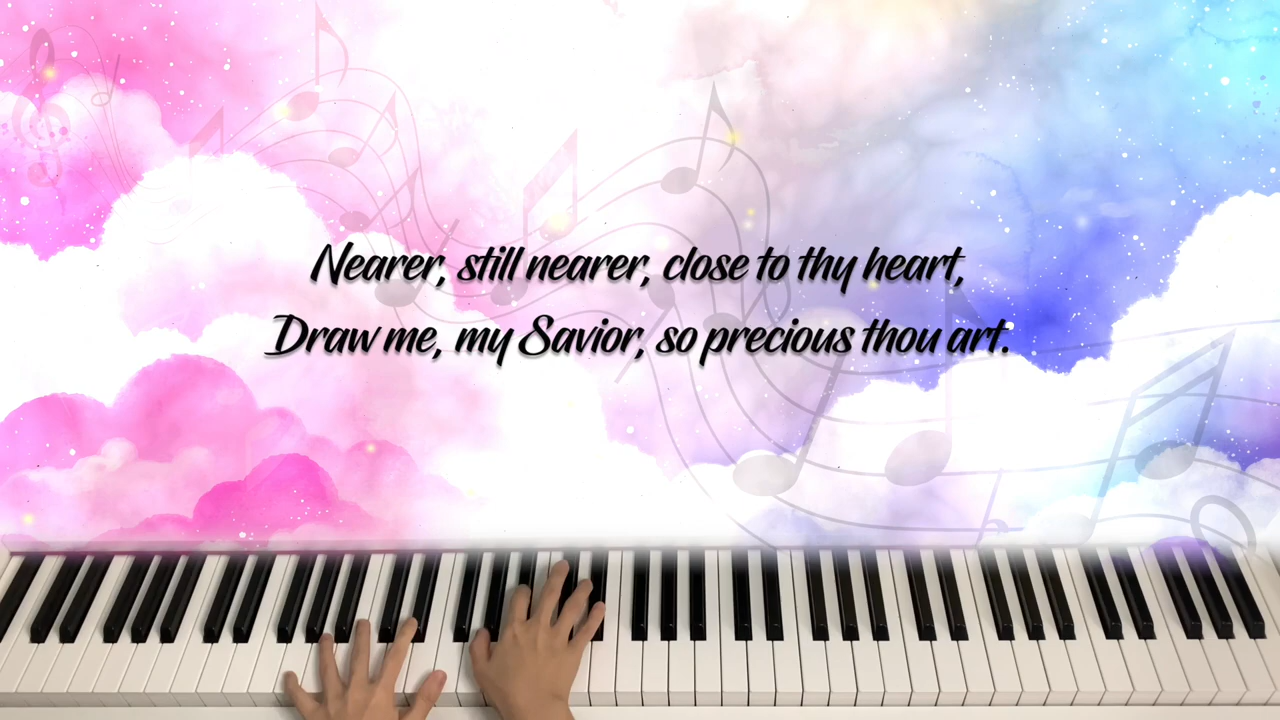 Nearer, still nearer, close to thy heart,
Draw me, my Savior, so precious thou art.